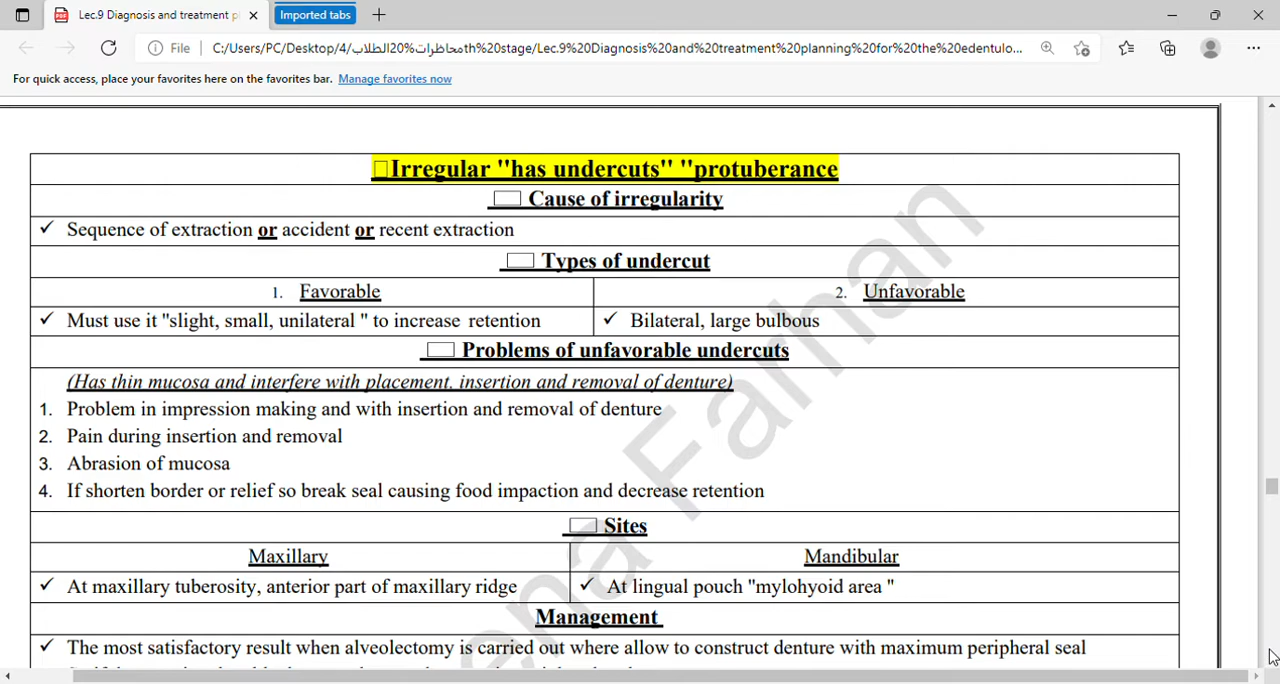 Lec.9 Diagnosis and treatment p
Imported tabs
File
C:/Users/PC/Desktop/4/محاظرات%20الطلابth%20stage/Lec.9%20Diagnosis%20and%20treatment%20planning%20for%20the%20edentulo...
For quick access, place your favorites here on the favorites bar. Manage favorites now
Irregular "has undercuts" "protuberance
Cause of irregularity
✓ Sequence of extraction or accident or recent extraction
Types of undercut
1. Favorable
2. Unfavorable
✓ Must use it "slight, small, unilateral " to increase retention
✓ Bilateral, large bulbous
Problems of unfavorable undercuts
(Has thin mucosa and interfere with placement, insertion and removal of denture)
1. Problem in impression making and with insertion and removal of denture
2. Pain during insertion and removal
3. Abrasion of mucosa
4. If shorten border or relief so break seal causing food impaction and decrease retention
Sites
Maxillary
Mandibular
✓ At maxillary tuberosity, anterior part of maxillary ridge
✓ At lingual pouch "mylohyoid area "
Management
✓ The most satisfactory result when alveolectomy is carried out where allow to construct denture with maximum peripheral seal
ena Farhan